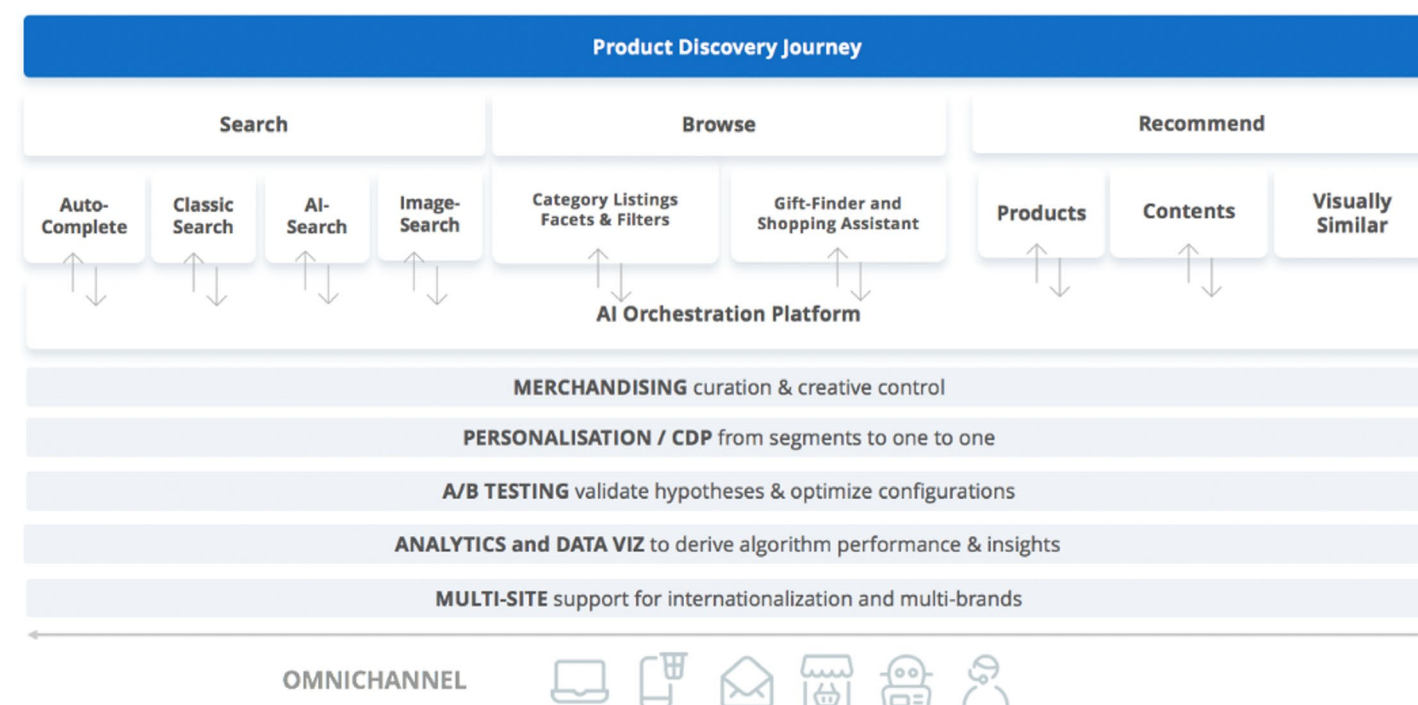 Product Discovery Journey
Search
Browse
Recommend
Auto-
Complete
Classic
Search
AI-
Search
Image-
Search
Category Listings
Facets & Filters
Gift-Finder and
Shopping Assistant
Products
Contents
Visually
Similar
AI Orchestration Platform
MERCHANDISING curation & creative control
PERSONALISATION / CDP from segments to one to one
A/B TESTING validate hypotheses & optimize configurations
ANALYTICS and DATA VIZ to derive algorithm performance & insights
MULTI-SITE support for internationalization and multi-brands
OMNICHANNEL